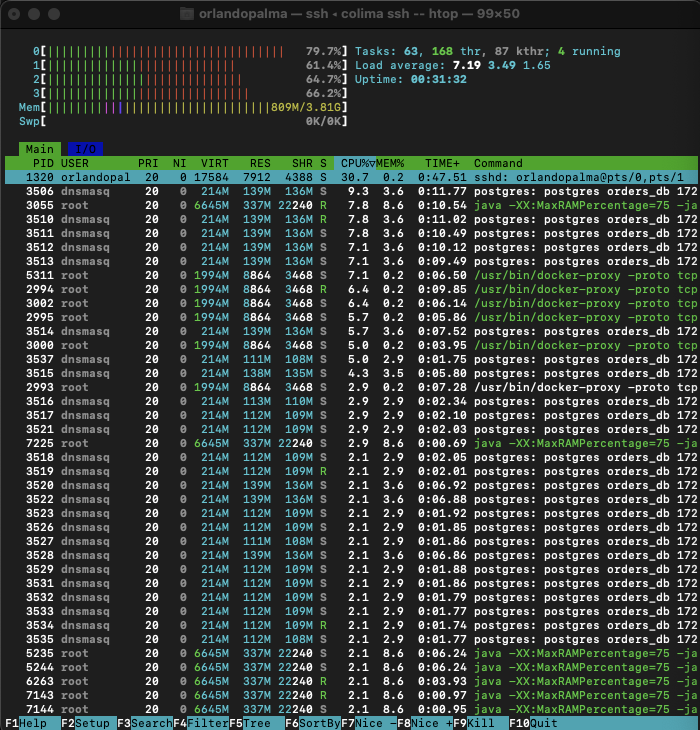 orlandopalma — ssh ◂ colima ssh -- htop — 99×50
0[||||||||||||||||||||||||||||||||||     79.7%] Tasks: 63, 168 thr, 87 kthr; 4 running
1[|||||||||||||||||||||||||||     61.4%] Load average: 7.19 3.49 1.65
2[||||||||||||||||||||||||||||     64.7%] Uptime: 00:31:32
3[|||||||||||||||||||||||||||||     66.2%]
Mem[||||||||||||||||||||||||||||||||809M/3.81G]
Swp[     0K/0K]
Main I/O
PID USER PRI NI VIRT RES SHR S CPU%▽MEM% TIME+ Command
1320 orlandopal 20 0 17584 7912 4388 S 30.7 0.2 0:47.51 sshd: orlandopalma@pts/0,pts/1
3506 dnsmasq 20 0 214M 139M 136M S 9.3 3.6 0:11.77 postgres: postgres orders_db 172
3055 root 20 0 6645M 337M 22240 R 7.8 8.6 0:10.54 java -XX:MaxRAMPercentage=75 -ja
3510 dnsmasq 20 0 214M 139M 136M R 7.8 3.6 0:11.02 postgres: postgres orders_db 172
3511 dnsmasq 20 0 214M 139M 136M S 7.8 3.6 0:10.49 postgres: postgres orders_db 172
3512 dnsmasq 20 0 214M 139M 136M S 7.1 3.6 0:10.12 postgres: postgres orders_db 172
3513 dnsmasq 20 0 214M 139M 136M S 7.1 3.6 0:09.49 postgres: postgres orders_db 172
5311 root 20 0 1994M 8864 3468 S 7.1 0.2 0:06.50 /usr/bin/docker-proxy -proto tcp
2994 root 20 0 1994M 8864 3468 R 6.4 0.2 0:09.85 /usr/bin/docker-proxy -proto tcp
3002 root 20 0 1994M 8864 3468 S 6.4 0.2 0:06.14 /usr/bin/docker-proxy -proto tcp
2995 root 20 0 1994M 8864 3468 S 5.7 0.2 0:05.86 /usr/bin/docker-proxy -proto tcp
3514 dnsmasq 20 0 214M 139M 136M S 5.7 3.6 0:07.52 postgres: postgres orders_db 172
3000 root 20 0 1994M 8864 3468 S 5.0 0.2 0:03.95 /usr/bin/docker-proxy -proto tcp
3537 dnsmasq 20 0 214M 111M 108M S 5.0 2.9 0:01.75 postgres: postgres orders_db 172
3515 dnsmasq 20 0 214M 138M 135M S 4.3 3.5 0:05.80 postgres: postgres orders_db 172
2993 root 20 0 1994M 8864 3468 S 2.9 0.2 0:07.28 /usr/bin/docker-proxy -proto tcp
3516 dnsmasq 20 0 214M 113M 110M S 2.9 2.9 0:02.34 postgres: postgres orders_db 172
3517 dnsmasq 20 0 214M 112M 109M S 2.9 2.9 0:02.10 postgres: postgres orders_db 172
3521 dnsmasq 20 0 214M 112M 109M S 2.9 2.9 0:02.03 postgres: postgres orders_db 172
7225 root 20 0 6645M 337M 22240 S 2.9 8.6 0:00.69 java -XX:MaxRAMPercentage=75 -ja
3518 dnsmasq 20 0 214M 112M 109M S 2.1 2.9 0:02.05 postgres: postgres orders_db 172
3519 dnsmasq 20 0 214M 112M 109M R 2.1 2.9 0:02.01 postgres: postgres orders_db 172
3520 dnsmasq 20 0 214M 139M 136M S 2.1 3.6 0:06.92 postgres: postgres orders_db 172
3522 dnsmasq 20 0 214M 139M 136M S 2.1 3.6 0:06.88 postgres: postgres orders_db 172
3523 dnsmasq 20 0 214M 112M 109M S 2.1 2.9 0:01.92 postgres: postgres orders_db 172
3526 dnsmasq 20 0 214M 112M 109M S 2.1 2.9 0:01.85 postgres: postgres orders_db 172
3527 dnsmasq 20 0 214M 111M 108M S 2.1 2.9 0:01.86 postgres: postgres orders_db 172
3528 dnsmasq 20 0 214M 139M 136M S 2.1 3.6 0:06.86 postgres: postgres orders_db 172
3529 dnsmasq 20 0 214M 112M 109M S 2.1 2.9 0:01.88 postgres: postgres orders_db 172
3531 dnsmasq 20 0 214M 112M 109M S 2.1 2.9 0:01.86 postgres: postgres orders_db 172
3532 dnsmasq 20 0 214M 112M 109M S 2.1 2.9 0:01.79 postgres: postgres orders_db 172
3533 dnsmasq 20 0 214M 112M 109M S 2.1 2.9 0:01.77 postgres: postgres orders_db 172
3534 dnsmasq 20 0 214M 112M 109M R 2.1 2.9 0:01.74 postgres: postgres orders_db 172
3535 dnsmasq 20 0 214M 112M 108M S 2.1 2.9 0:01.77 postgres: postgres orders_db 172
5235 root 20 0 6645M 337M 22240 S 2.1 8.6 0:06.24 java -XX:MaxRAMPercentage=75 -ja
5244 root 20 0 6645M 337M 22240 S 2.1 8.6 0:06.24 java -XX:MaxRAMPercentage=75 -ja
6263 root 20 0 6645M 337M 22240 R 2.1 8.6 0:03.93 java -XX:MaxRAMPercentage=75 -ja
7143 root 20 0 6645M 337M 22240 R 2.1 8.6 0:00.97 java -XX:MaxRAMPercentage=75 -ja
7144 root 20 0 6645M 337M 22240 S 2.1 8.6 0:00.95 java -XX:MaxRAMPercentage=75 -ja
F1Help F2Setup F3SearchF4FilterF5Tree F6SortByF7Nice -F8Nice +F9Kill F10Quit